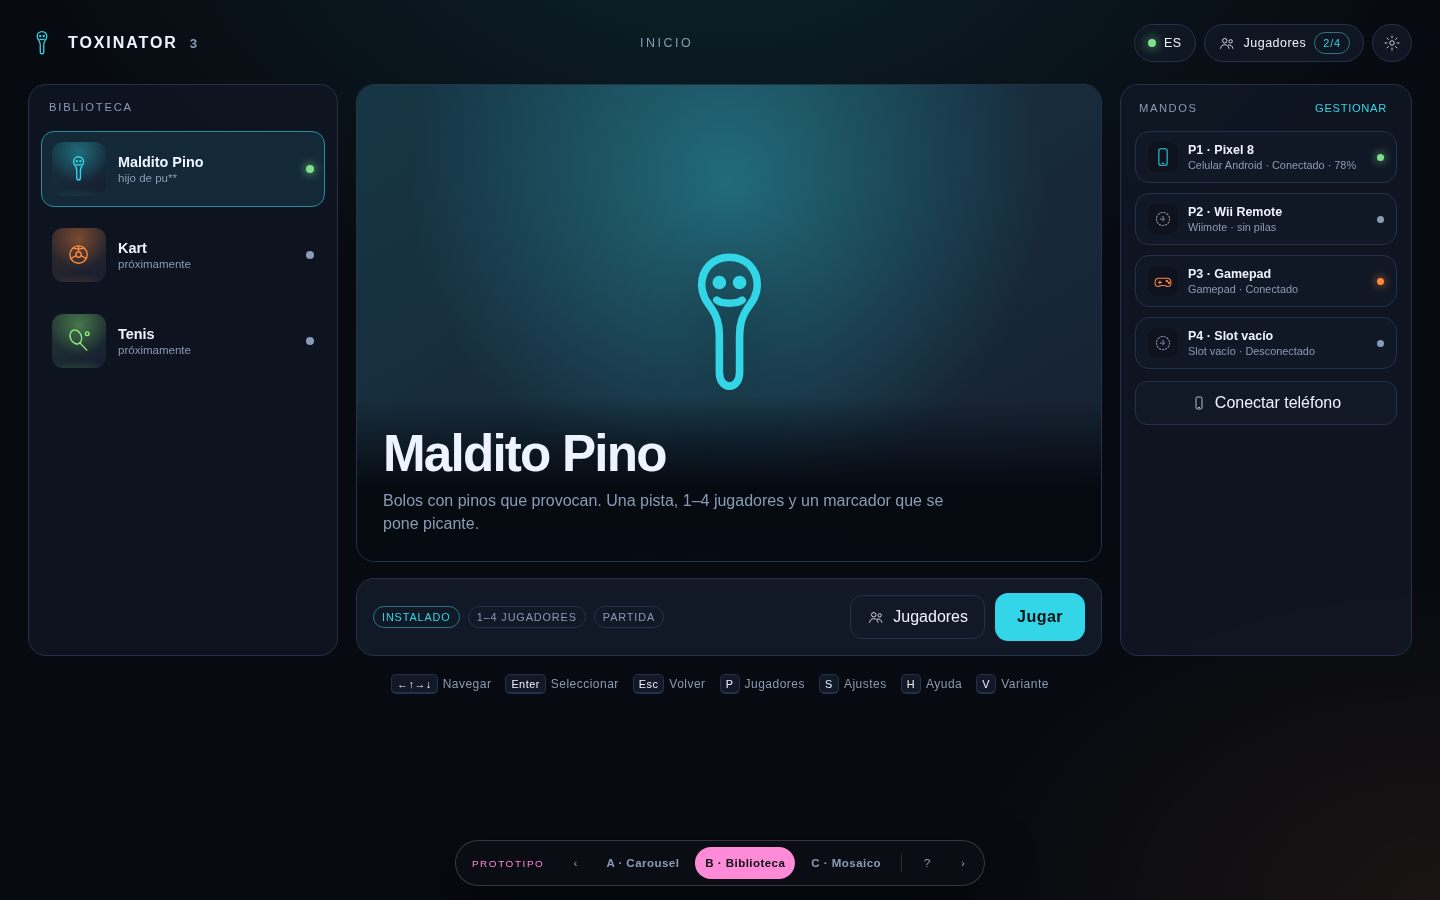 TOXINATOR 3
INICIO
ES
Jugadores 2/4
BIBLIOTECA
Maldito Pino
hijo de pu**
Kart
próximamente
Tenis
próximamente
Maldito Pino
Bolos con pinos que provocan. Una pista, 1–4 jugadores y un marcador que se
pone picante.
INSTALADO
1–4 JUGADORES
PARTIDA
Jugadores
Jugar
MANDOS
GESTIONAR
P1 · Pixel 8
Celular Android · Conectado · 78%
P2 · Wii Remote
Wiimote · sin pilas
P3 · Gamepad
Gamepad · Conectado
P4 · Slot vacío
Slot vacío · Desconectado
Conectar teléfono
←↑→↓ Navegar Enter Seleccionar Esc Volver P Jugadores S Ajustes H Ayuda V Variante
PROTOTIPO ‹ A · Carousel B · Biblioteca C · Mosaico ? ›